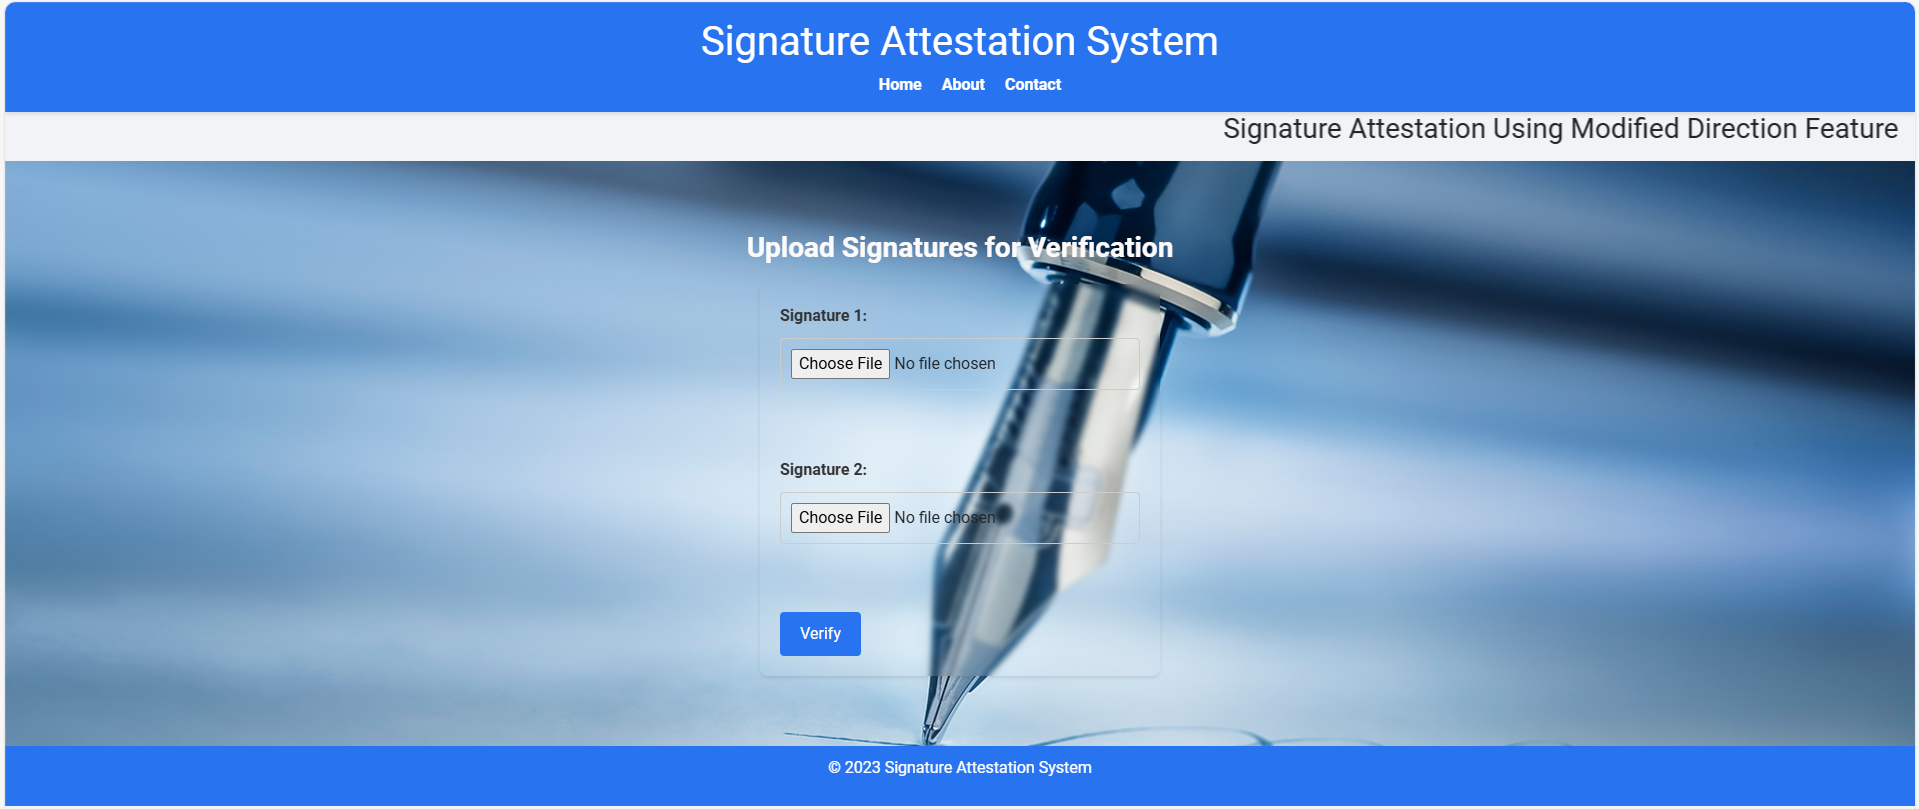 Signature Attestation System
Home About Contact
Signature Attestation Using Modified Direction Feature
Upload Signatures for Verification
Signature 1:
Choose File No file chosen
Signature 2:
Choose File No file chosen
Verify
© 2023 Signature Attestation System